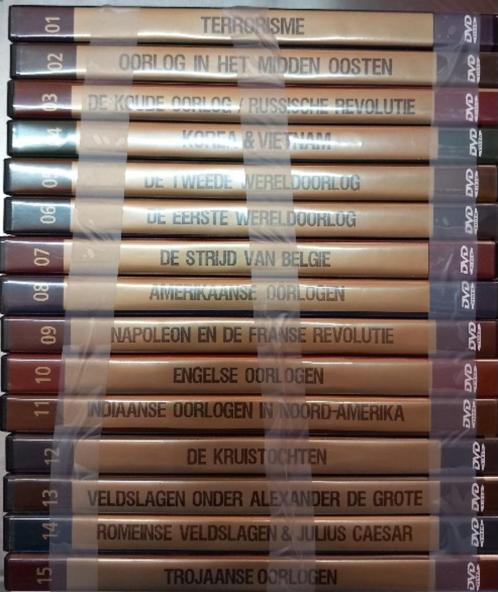 01 TERRORISME DVD
02 OORLOG IN HET MIDDEN OOSTEN DVD
03 DE KOUDE OORLOG / RUSSISCHE REVOLUTIE DVD
04 KOREA & VIETNAM DVD
05 DE TWEEDE WERELDOORLOG DVD
06 DE EERSTE WERELDOORLOG DVD
07 DE STRIJD VAN BELGIE DVD
08 AMERIKAANSE OORLOGEN DVD
09 NAPOLEON EN DE FRANSE REVOLUTIE DVD
10 ENGELSE OORLOGEN DVD
11 INDIAANSE OORLOGEN IN NOORD-AMERIKA DVD
12 DE KRUISTOCHTEN DVD
13 VELDSLAGEN ONDER ALEXANDER DE GROTE DVD
14 ROMEINSE VELDSLAGEN & JULIUS CAESAR DVD
15 TROJAANSE OORLOGEN DVD